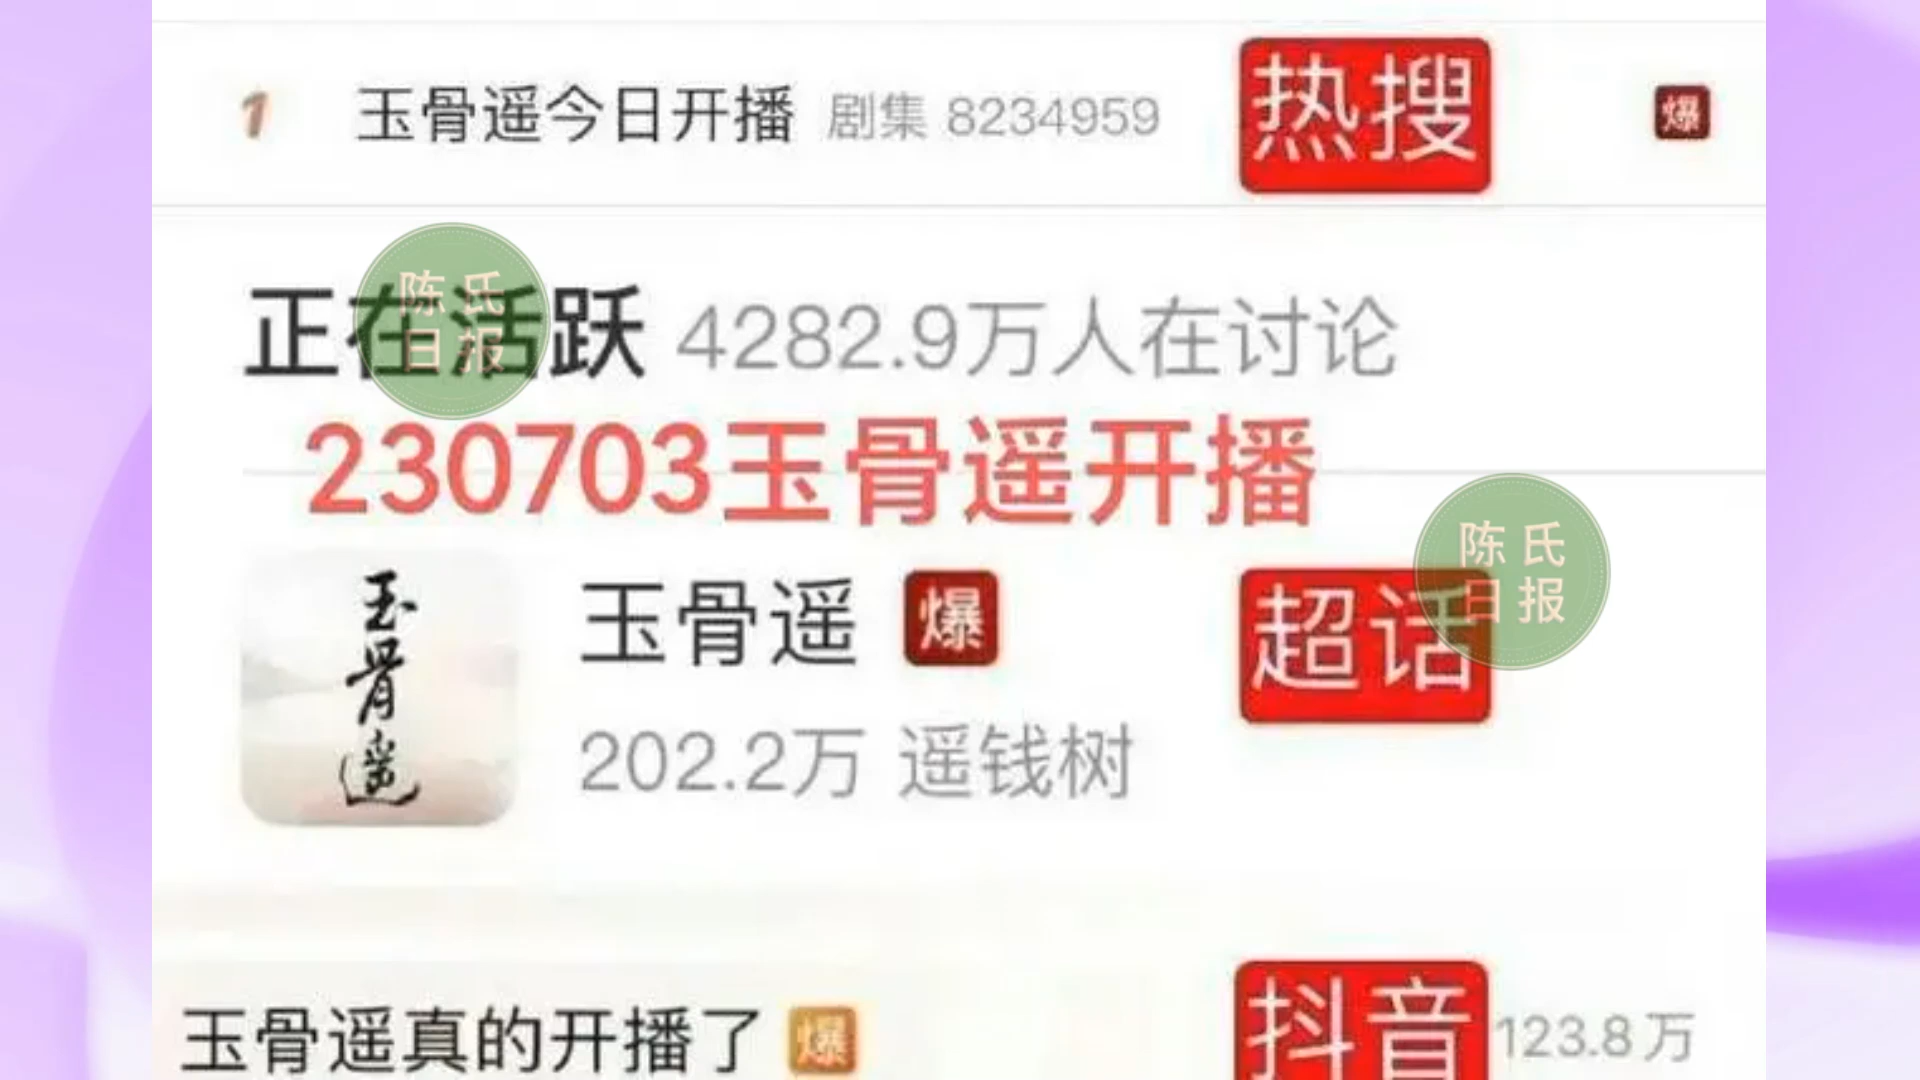 1 玉骨遥今日开播 剧集 8234959 热搜 爆
陈氏
日报
正在活跃 4282.9万人在讨论
230703玉骨遥开播
陈氏
日报
玉骨遥
玉骨遥 爆 超话
202.2万 遥钱树
玉骨遥真的开播了 爆 抖音 123.8万